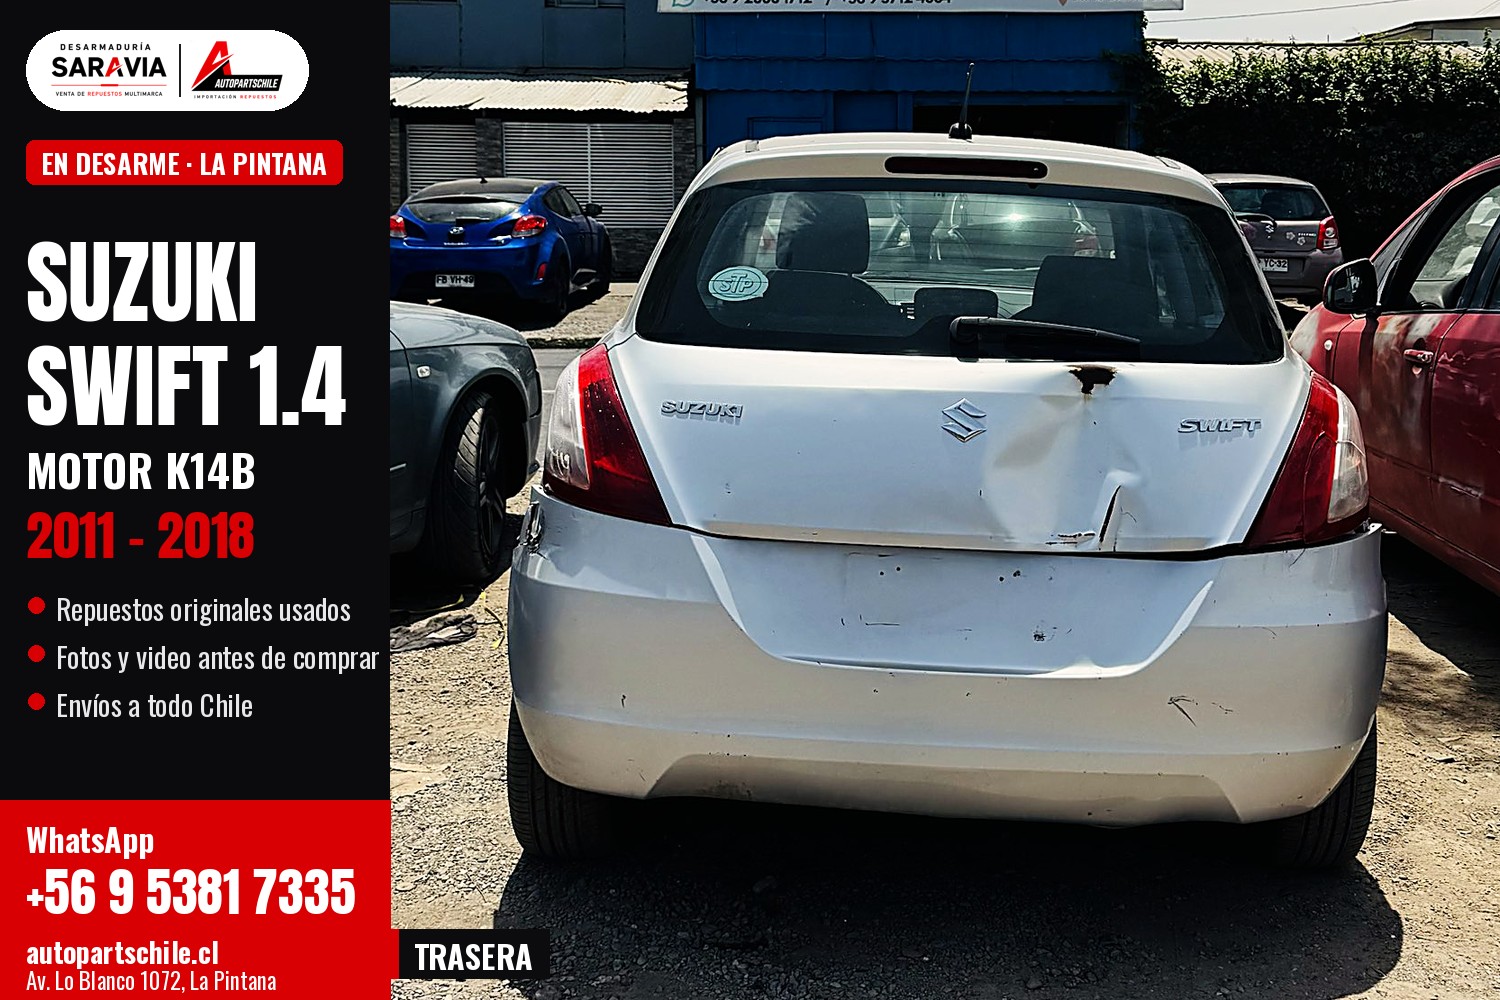 DESARMADURÍA
SARAVIA
VENTA DE REPUESTOS MULTIMARCA
AUTOPARTSCHILE
IMPORTACIÓN REPUESTOS
EN DESARME · LA PINTANA
SUZUKI
SWIFT 1.4
MOTOR K14B
2011 - 2018
Repuestos originales usados
Fotos y video antes de comprar
Envíos a todo Chile
WhatsApp
+56 9 5381 7335
autopartschile.cl
Av. Lo Blanco 1072, La Pintana
TRASERA
STP
SUZUKI
SWIFT